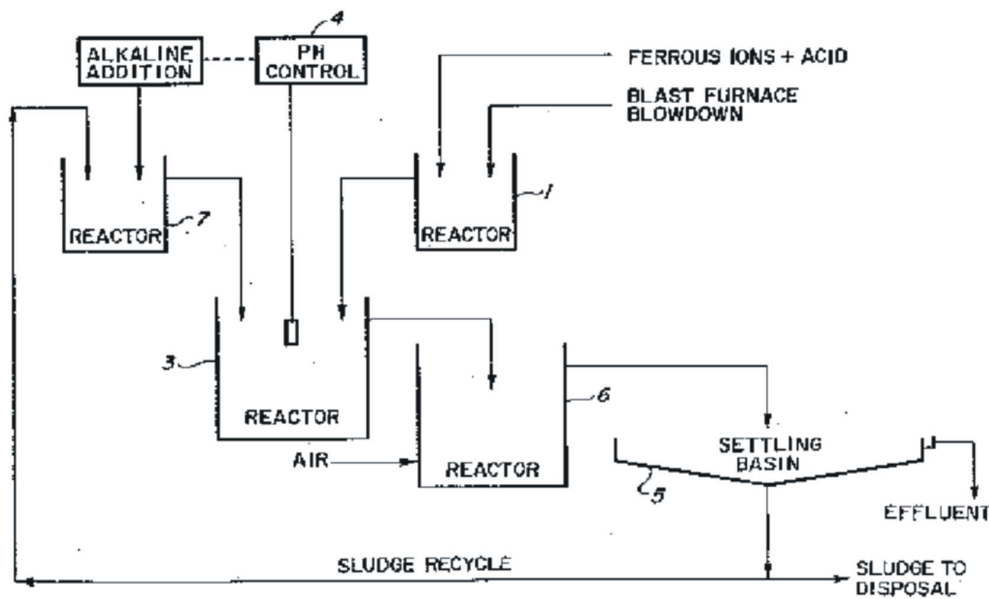 4
ALKALINE
ADDITION
PH
CONTROL
FERROUS IONS + ACID
BLAST FURNACE
BLOWDOWN
REACTOR
7
REACTOR
1
3
REACTOR
6
AIR
REACTOR
SETTLING
BASIN
5
EFFLUENT
SLUDGE RECYCLE
SLUDGE TO
DISPOSAL